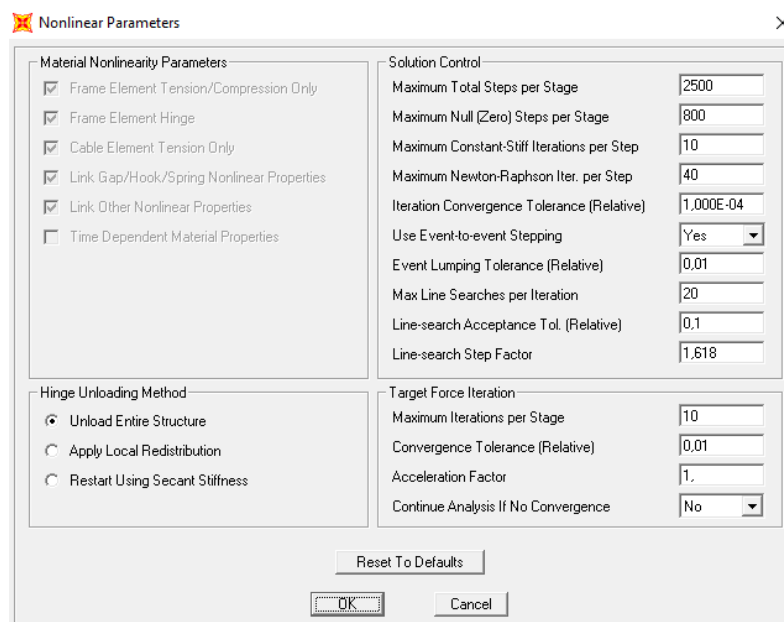 Nonlinear Parameters
Material Nonlinearity Parameters
Frame Element Tension/Compression Only
Frame Element Hinge
Cable Element Tension Only
Link Gap/Hook/Spring Nonlinear Properties
Link Other Nonlinear Properties
Time Dependent Material Properties
Solution Control
Maximum Total Steps per Stage 2500
Maximum Null (Zero) Steps per Stage 800
Maximum Constant-Stiff Iterations per Step 10
Maximum Newton-Raphson Iter. per Step 40
Iteration Convergence Tolerance (Relative) 1,000E-04
Use Event-to-event Stepping Yes
Event Lumping Tolerance (Relative) 0,01
Max Line Searches per Iteration 20
Line-search Acceptance Tol. (Relative) 0,1
Line-search Step Factor 1,618
Hinge Unloading Method
Unload Entire Structure
Apply Local Redistribution
Restart Using Secant Stiffness
Target Force Iteration
Maximum Iterations per Stage 10
Convergence Tolerance (Relative) 0,01
Acceleration Factor 1,
Continue Analysis If No Convergence No
Reset To Defaults
OK Cancel